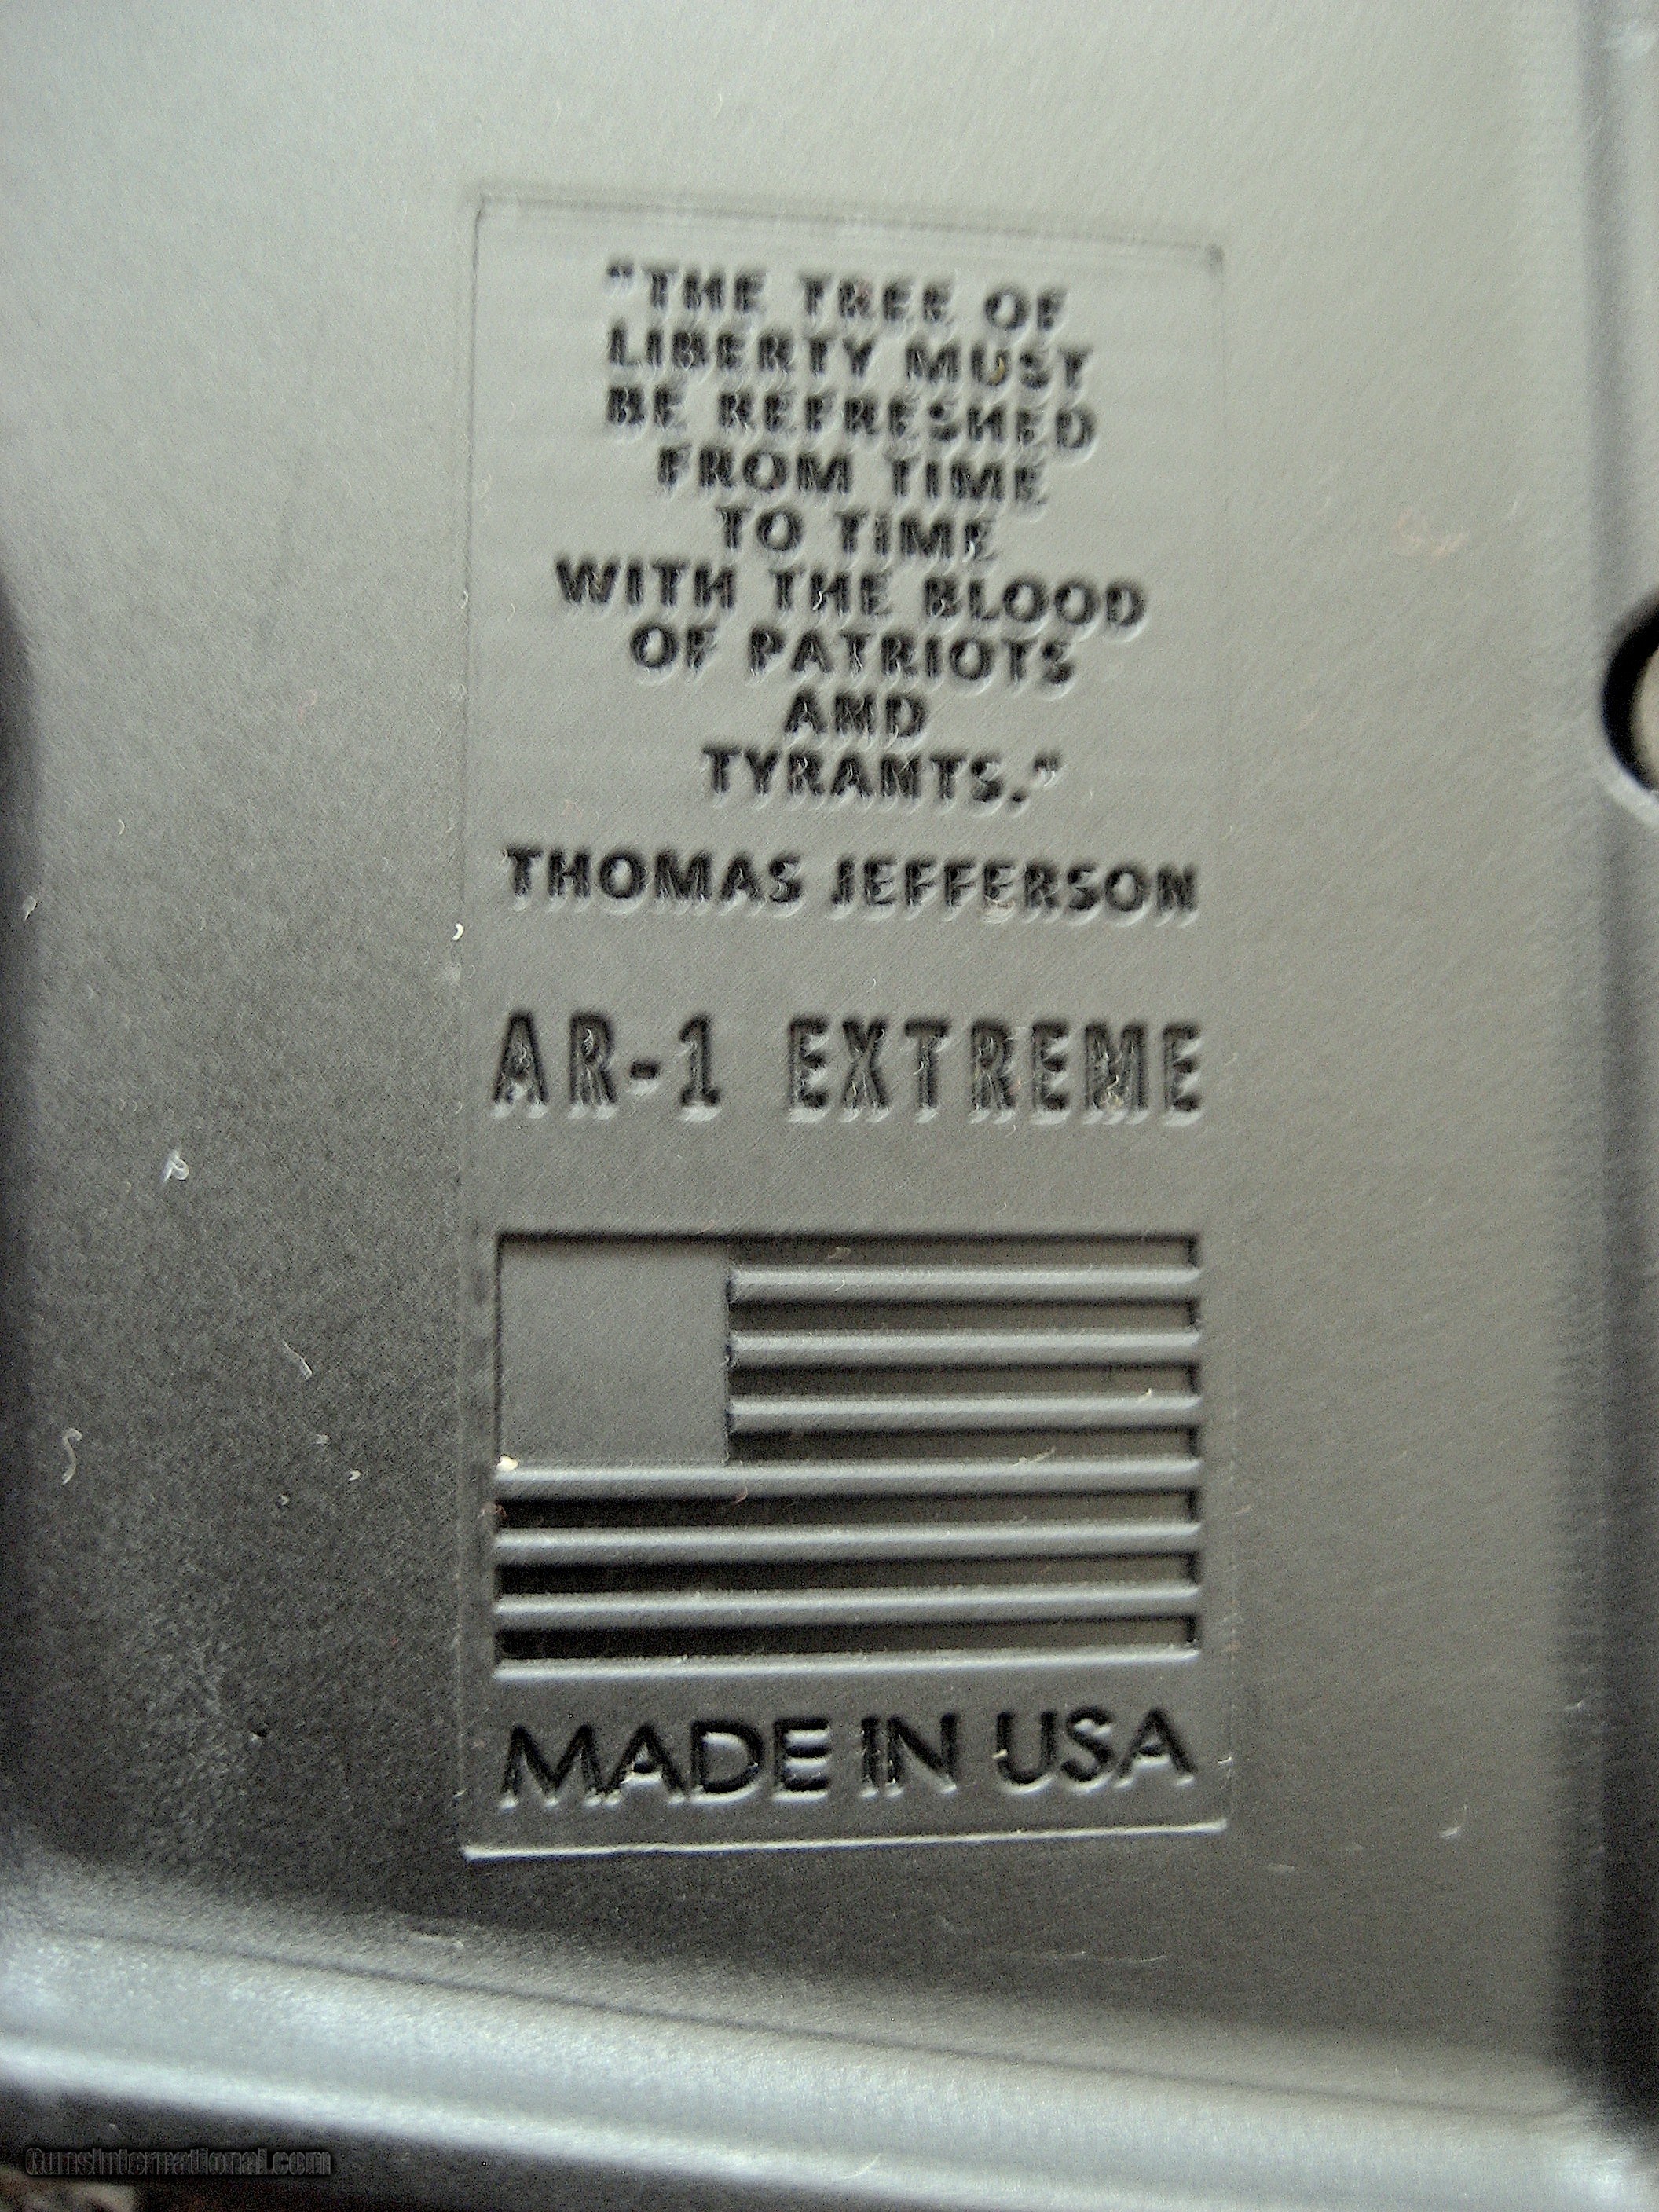 "THE TREE OF
LIBERTY MUST
BE REFRESHED
FROM TIME
TO TIME
WITH THE BLOOD
OF PATRIOTS
AND
TYRANTS."
THOMAS JEFFERSON
AR-1 EXTREME
MADE IN USA
GunsInternational.com